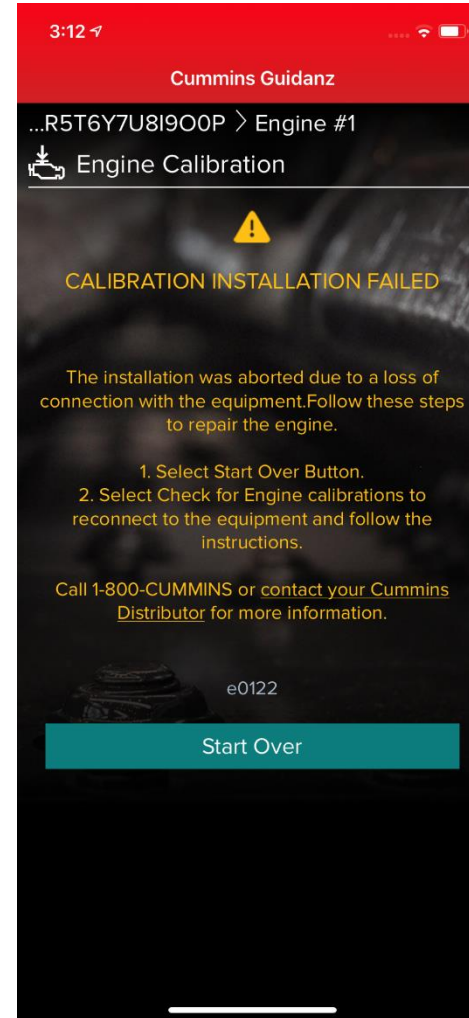 3:12
Cummins Guidanz
...R5T6Y7U8I9O0P > Engine #1
Engine Calibration
CALIBRATION INSTALLATION FAILED
The installation was aborted due to a loss of
connection with the equipment.Follow these steps
to repair the engine.
1. Select Start Over Button.
2. Select Check for Engine calibrations to
reconnect to the equipment and follow the
instructions.
Call 1-800-CUMMINS or contact your Cummins
Distributor for more information.
e0122
Start Over